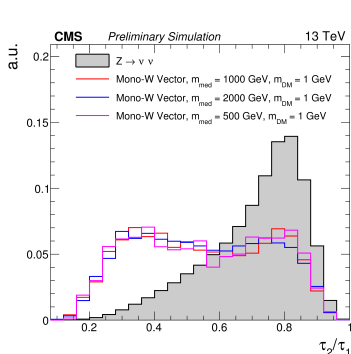 CMS Preliminary Simulation 13 TeV
a.u.
Z → ν ν
Mono-W Vector, m_med = 1000 GeV, m_DM = 1 GeV
Mono-W Vector, m_med = 2000 GeV, m_DM = 1 GeV
Mono-W Vector, m_med = 500 GeV, m_DM = 1 GeV
0.2
0.15
0.1
0.05
0
0.2 0.4 0.6 0.8 1
τ₂/τ₁